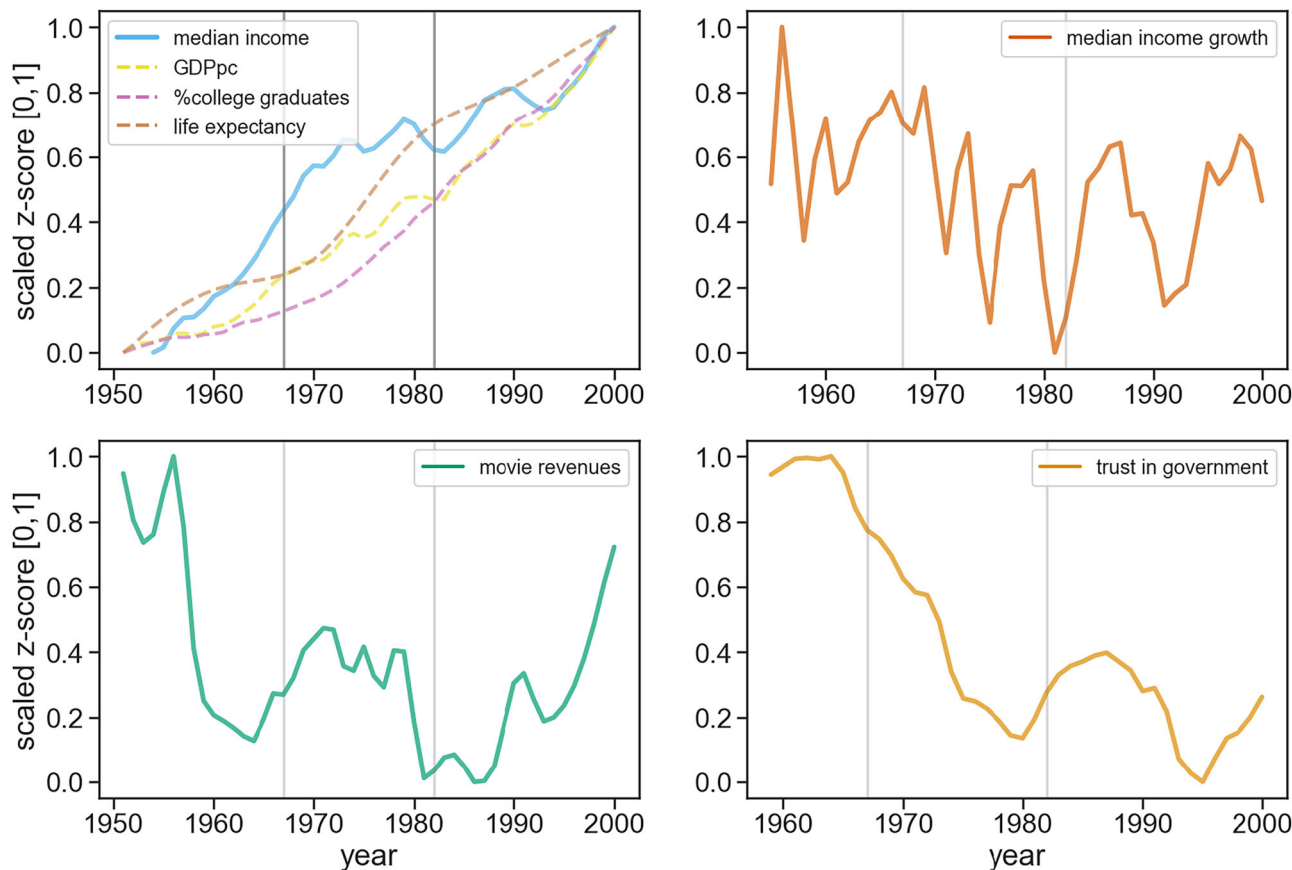 scaled z-score [0,1]
1.0
0.8
0.6
0.4
0.2
0.0
median income
GDPpc
%college graduates
life expectancy
1950 1960 1970 1980 1990 2000
1.0
0.8
0.6
0.4
0.2
0.0
median income growth
1960 1970 1980 1990 2000
scaled z-score [0,1]
1.0
0.8
0.6
0.4
0.2
0.0
movie revenues
1950 1960 1970 1980 1990 2000
year
1.0
0.8
0.6
0.4
0.2
0.0
trust in government
1960 1970 1980 1990 2000
year